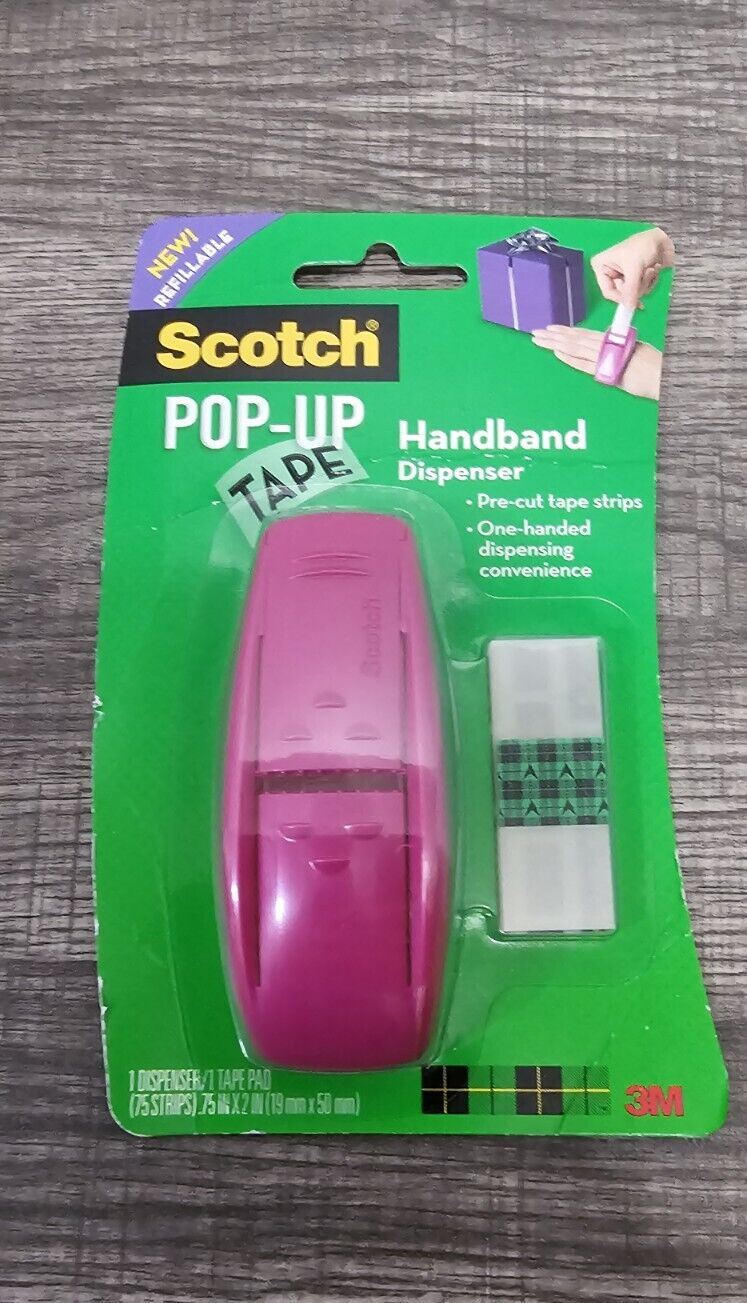 NEW!
REFILLABLE
Scotch®
POP-UP
TAPE
Handband
Dispenser
• Pre-cut tape strips
• One-handed
dispensing
convenience
Scotch
1 DISPENSER/1 TAPE PAD
(75 STRIPS) .75 IN X 2 IN (19 mm x 50 mm)
3M